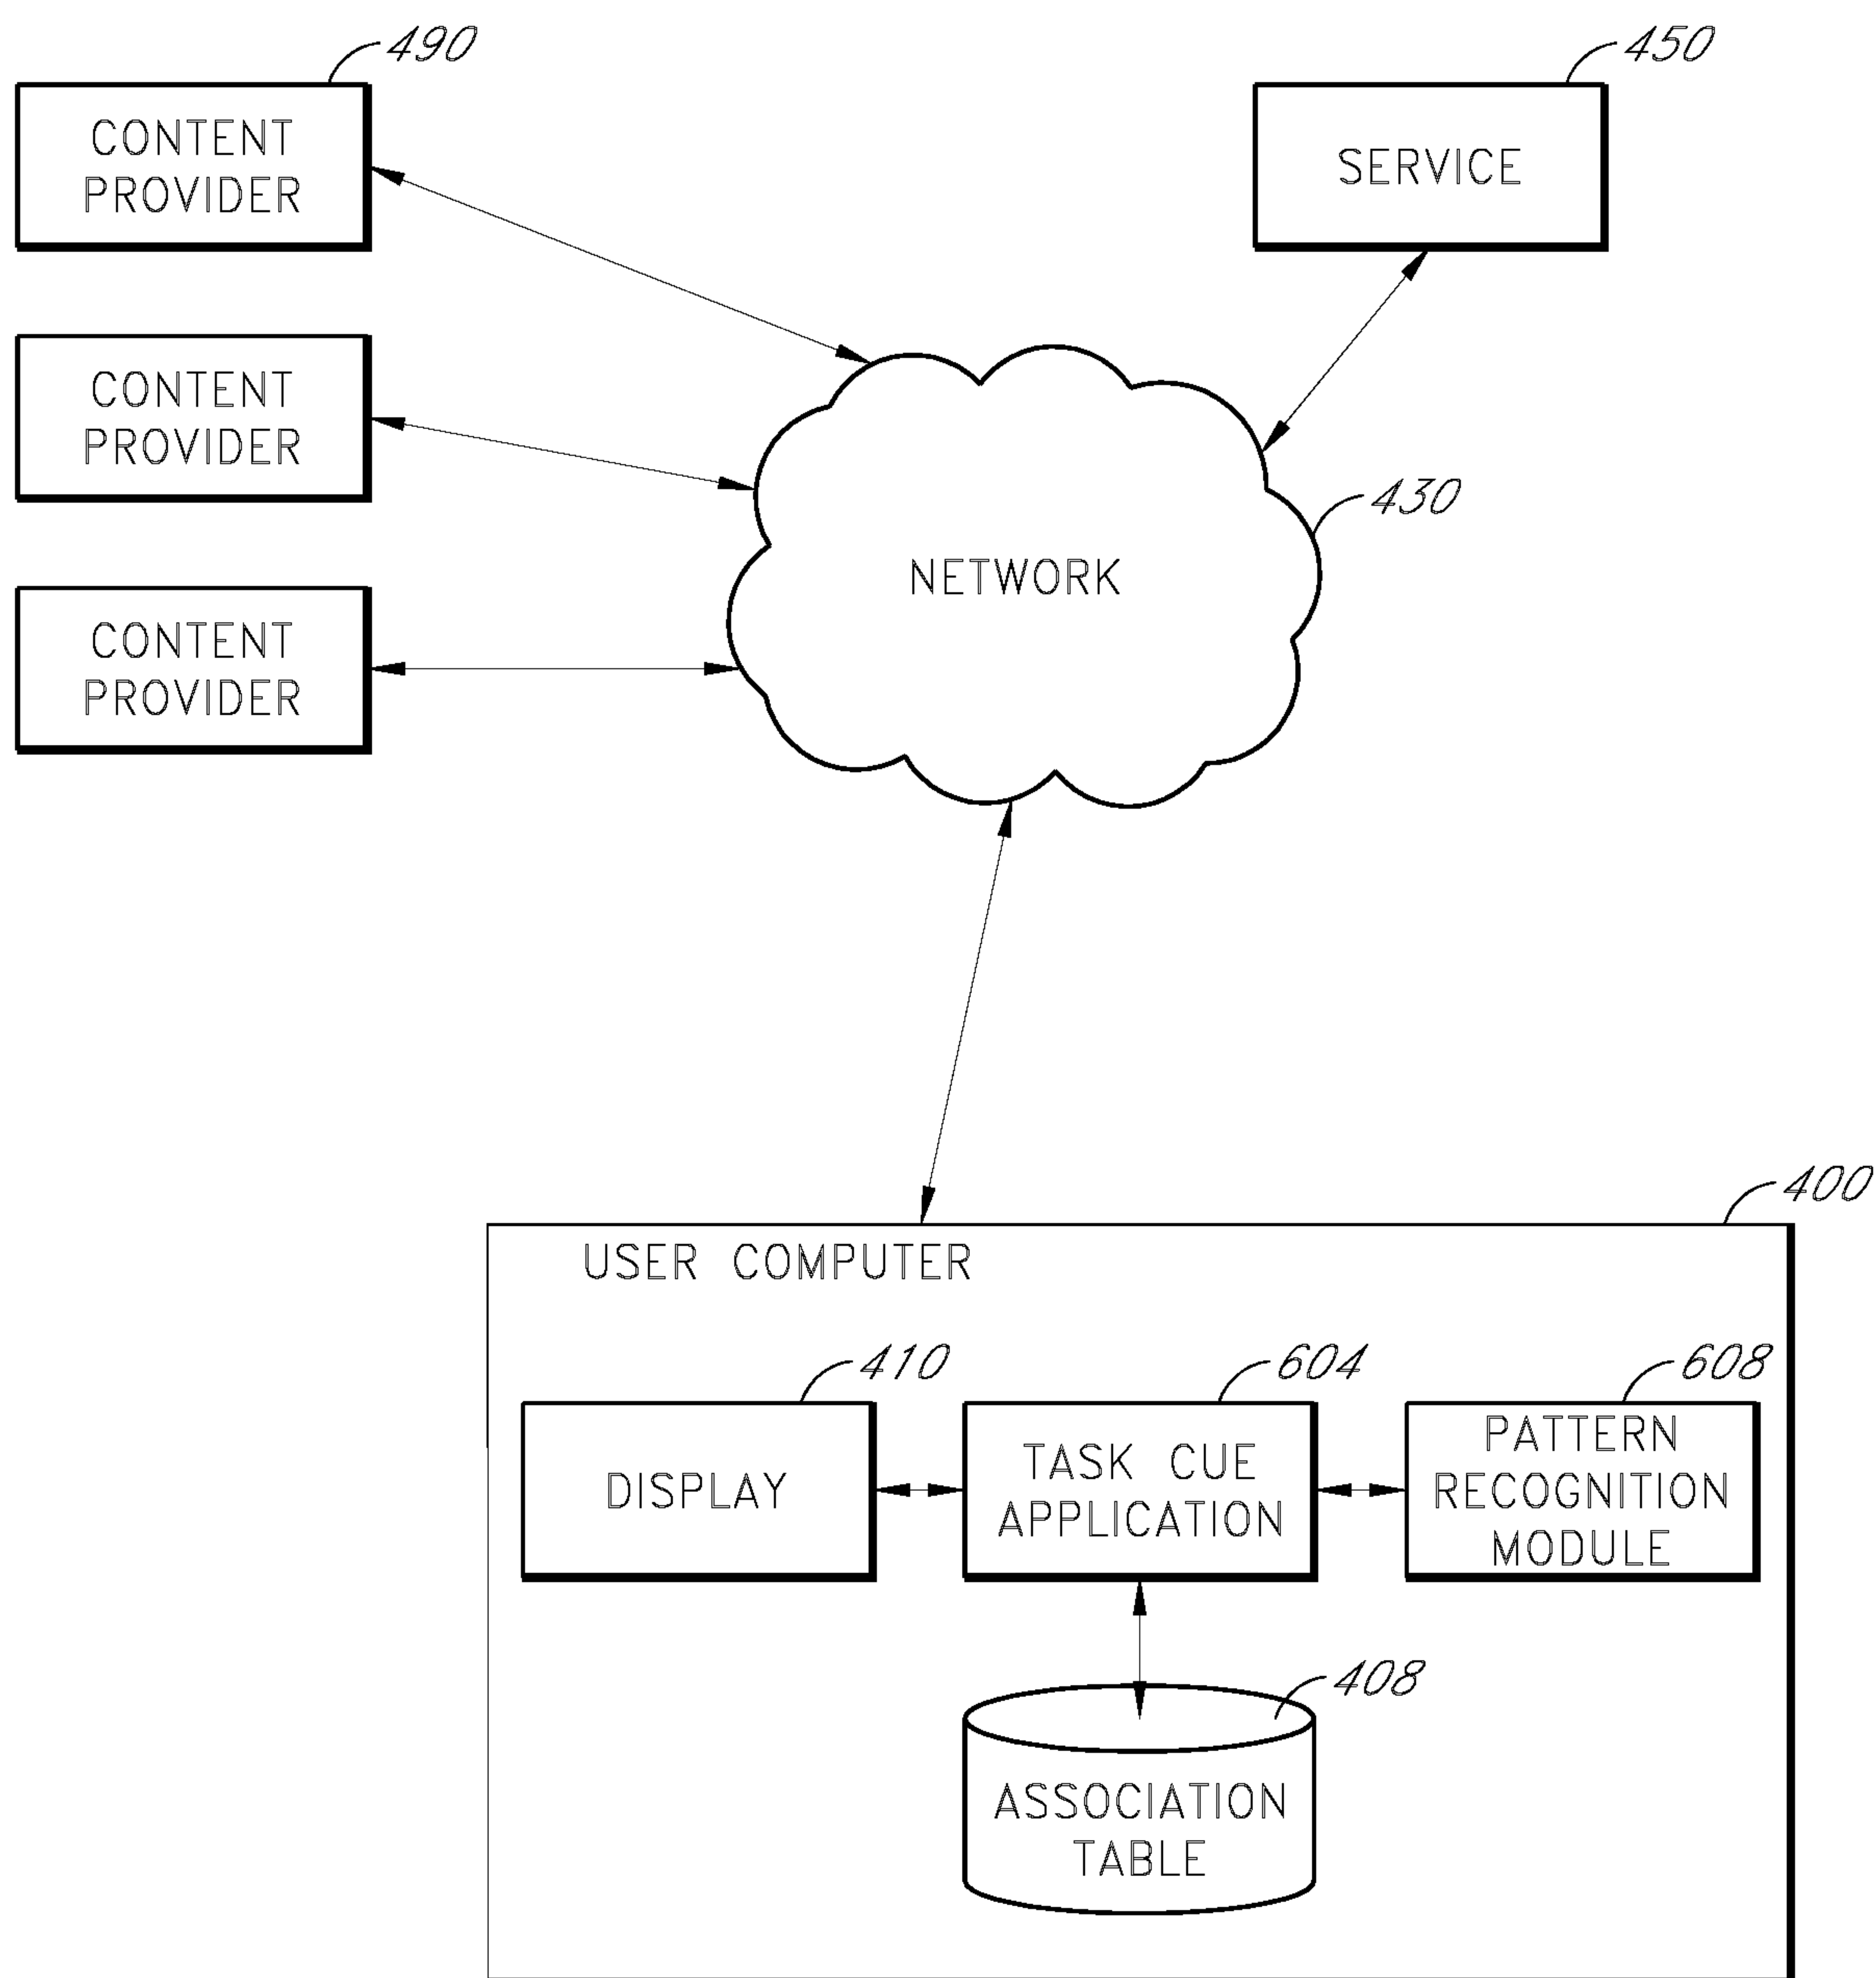 490
CONTENT
PROVIDER
450
SERVICE
CONTENT
PROVIDER
430
NETWORK
CONTENT
PROVIDER
400
USER COMPUTER
410
DISPLAY
604
TASK CUE
APPLICATION
608
PATTERN
RECOGNITION
MODULE
408
ASSOCIATION
TABLE